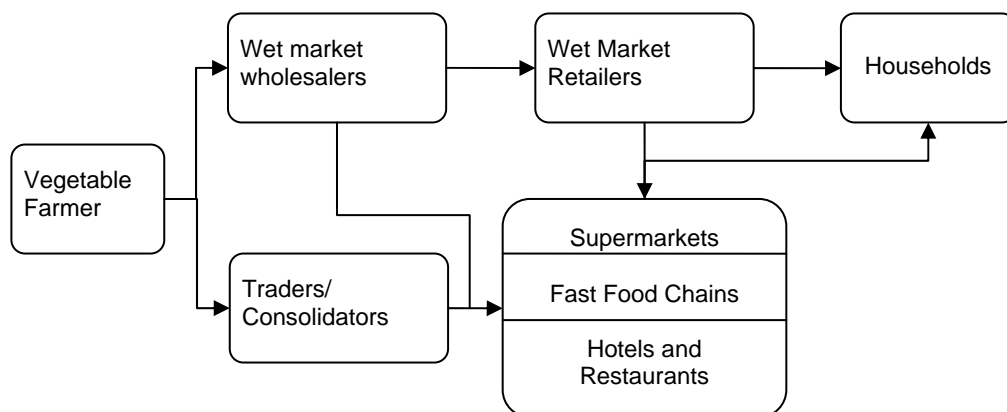 Wet market
wholesalers
Wet Market
Retailers
Households
Vegetable
Farmer
Supermarkets
Traders/
Consolidators
Fast Food Chains
Hotels and
Restaurants